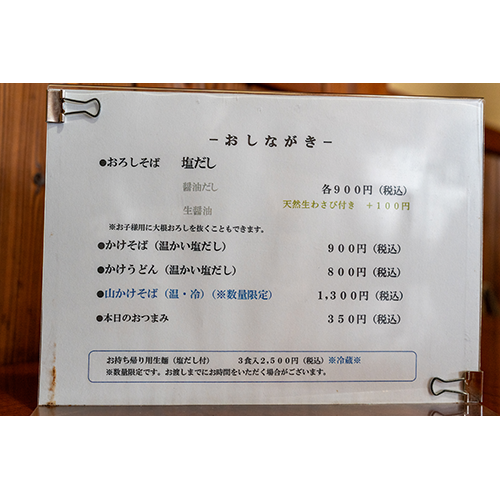 －おしながき－
●おろしそば　塩だし
醤油だし　各９００円（税込）
生醤油　天然生わさび付き　＋１００円
※お子様用に大根おろしを抜くこともできます。
●かけそば（温かい塩だし）　９００円（税込）
●かけうどん（温かい塩だし）　８００円（税込）
●山かけそば（温・冷）（※数量限定）　１,３００円（税込）
●本日のおつまみ　３５０円（税込）
お持ち帰り用生麺（塩だし付）　３食入２,５００円（税込）※冷蔵※
※数量限定です。お渡しまでにお時間をいただく場合がございます。